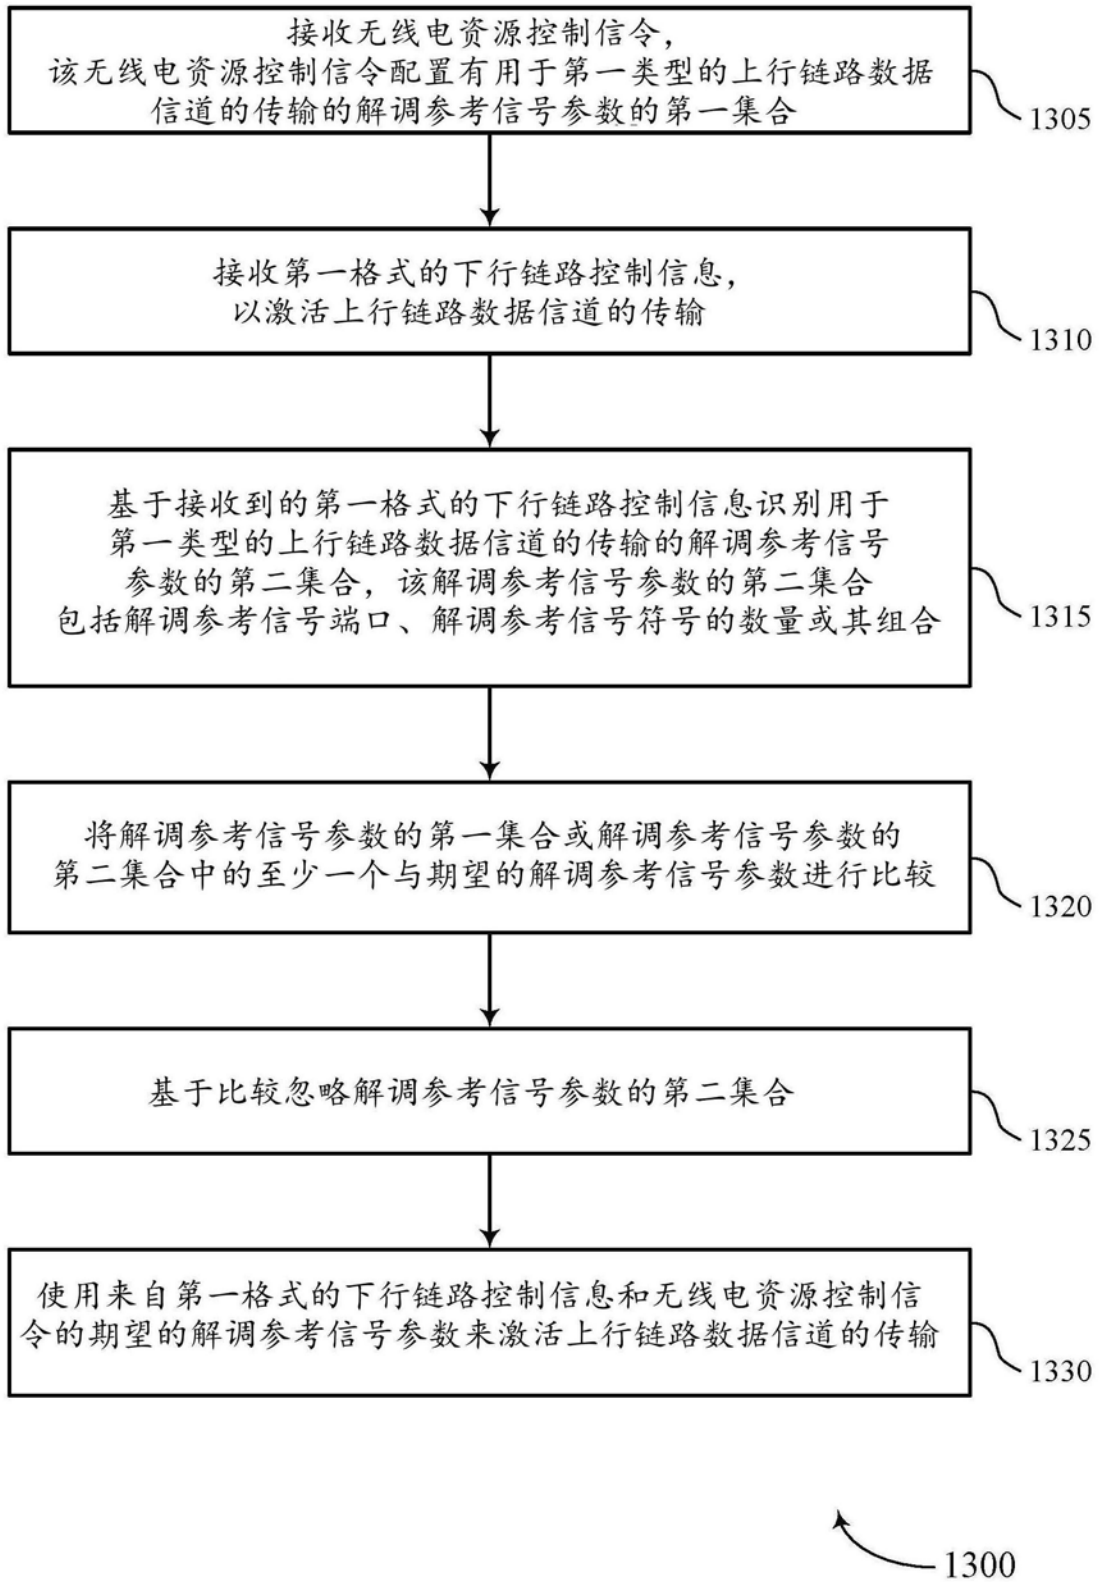 接收无线电资源控制信令，
该无线电资源控制信令配置有用于第一类型的上行链路数据
信道的传输的解调参考信号参数的第一集合
1305
接收第一格式的下行链路控制信息，
以激活上行链路数据信道的传输
1310
基于接收到的第一格式的下行链路控制信息识别用于
第一类型的上行链路数据信道的传输的解调参考信号
参数的第二集合，该解调参考信号参数的第二集合
包括解调参考信号端口、解调参考信号符号的数量或其组合
1315
将解调参考信号参数的第一集合或解调参考信号参数的
第二集合中的至少一个与期望的解调参考信号参数进行比较
1320
基于比较忽略解调参考信号参数的第二集合
1325
使用来自第一格式的下行链路控制信息和无线电资源控制信
令的期望的解调参考信号参数来激活上行链路数据信道的传输
1330
1300